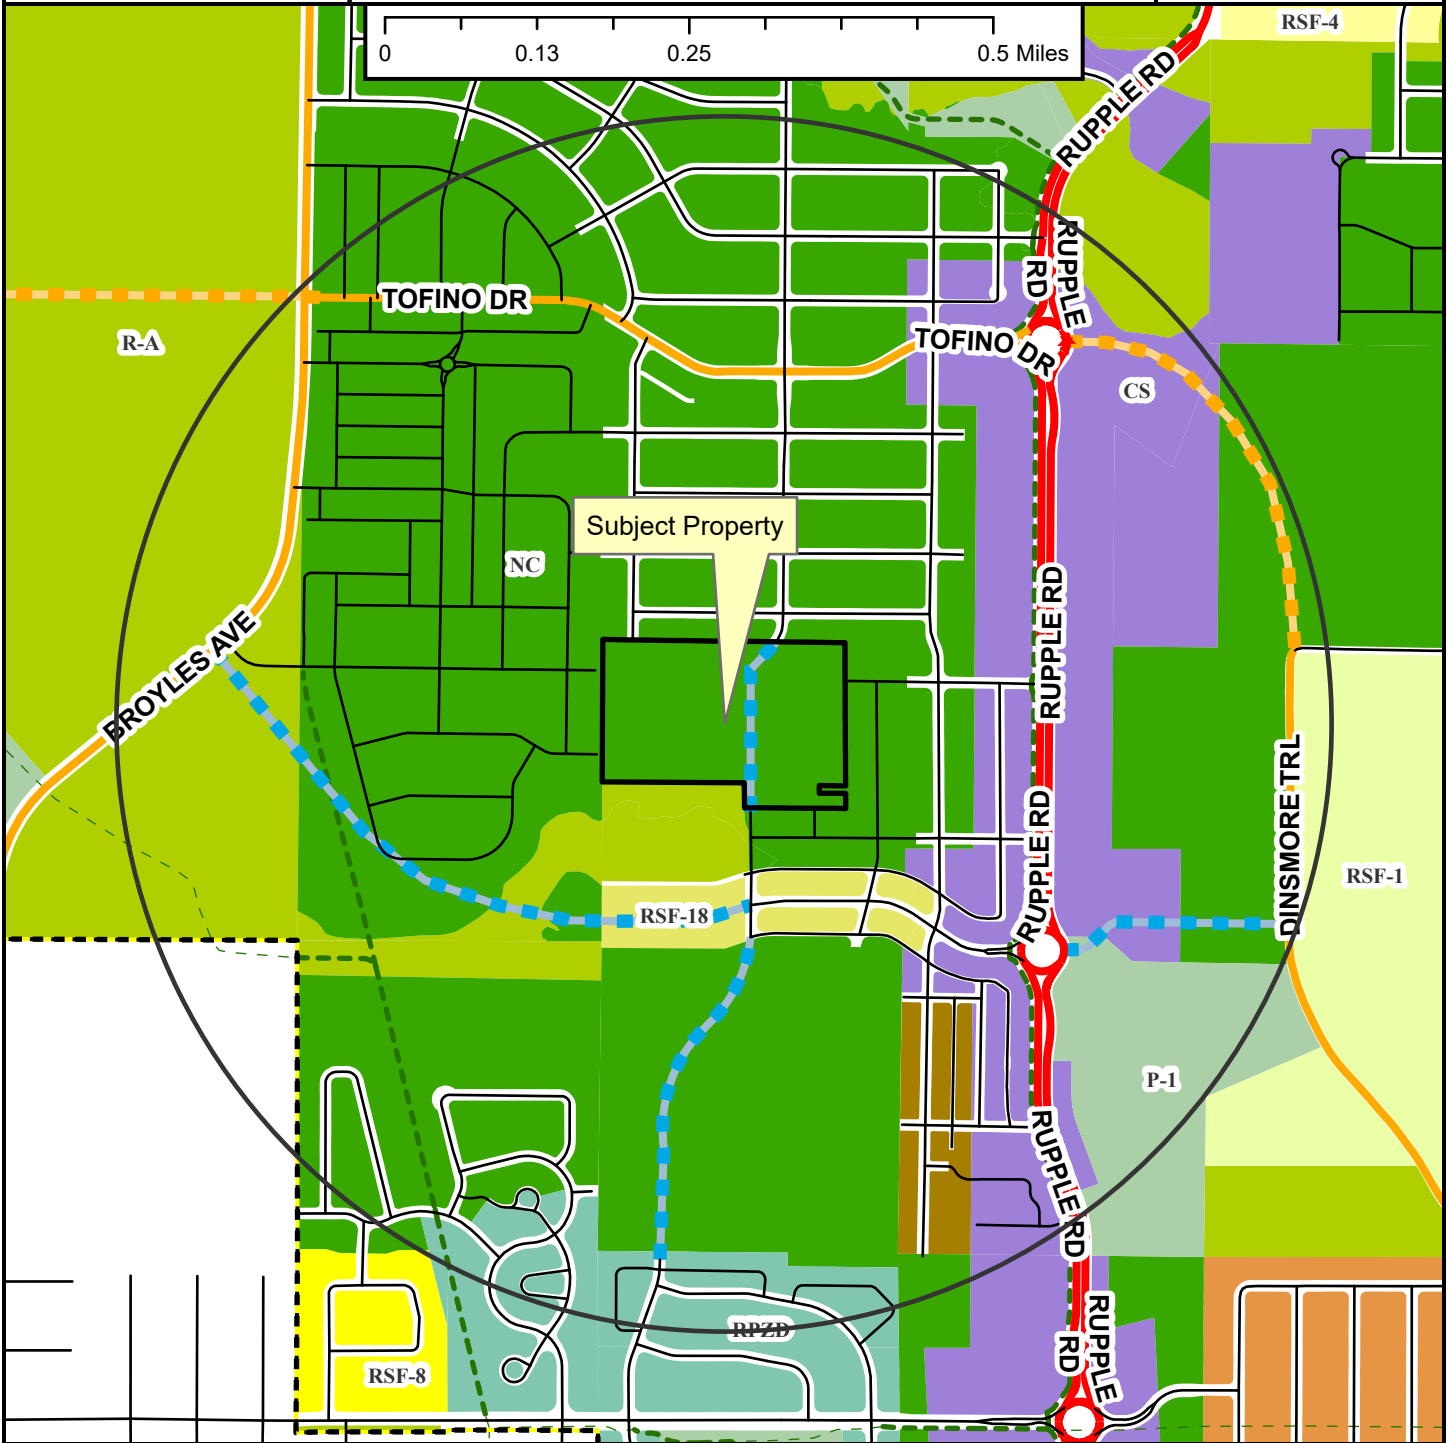 0 0.13 0.25 0.5 Miles
RSF-4
RUPPLE RD
RUPPLE RD
TOFINO DR
TOFINO DR
R-A
CS
Subject Property
NC
RUPPLE RD
BROYLES AVE
DINSMORE TRL
RUPPLE RD
RSF-1
RSF-18
P-1
RUPPLE RD
RPZD
RUPPLE RD
RSF-8